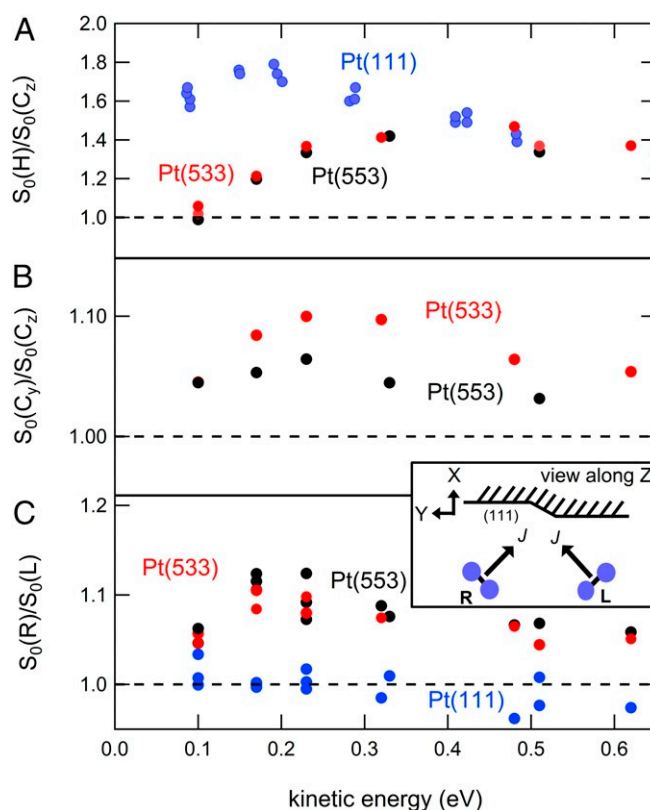 A
2.0
1.8
1.6
1.4
1.2
1.0
S0(H)/S0(Cz)
Pt(111)
Pt(533)
Pt(553)
B
1.10
1.00
S0(Cy)/S0(Cz)
Pt(533)
Pt(553)
C
1.2
1.1
1.0
S0(R)/S0(L)
Pt(533)
Pt(553)
Pt(111)
X
Y
view along Z
(111)
J J
R L
0.0 0.1 0.2 0.3 0.4 0.5 0.6
kinetic energy (eV)